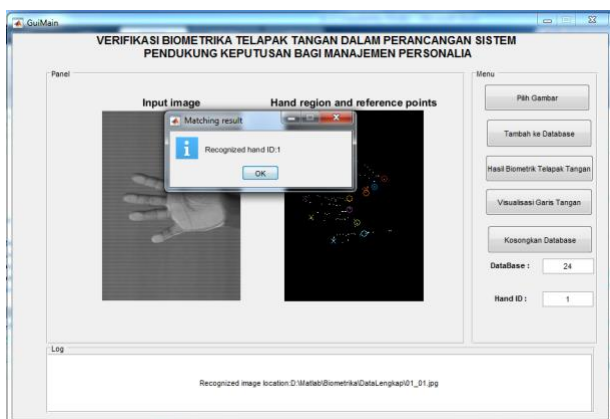 GuiMain
VERIFIKASI BIOMETRIKA TELAPAK TANGAN DALAM PERANCANGAN SISTEM
PENDUKUNG KEPUTUSAN BAGI MANAJEMEN PERSONALIA
Panel
Input image
Hand region and reference points
Matching result
Recognized hand ID:1
OK
Menu
Pilih Gambar
Tambah ke Database
Hasil Biometrik Telapak Tangan
Visualisasi Garis Tangan
Kosongkan Database
DataBase : 24
Hand ID : 1
Log
Recognized image location:D:\Matlab\Biometrika\DataLengkap\01_01.jpg